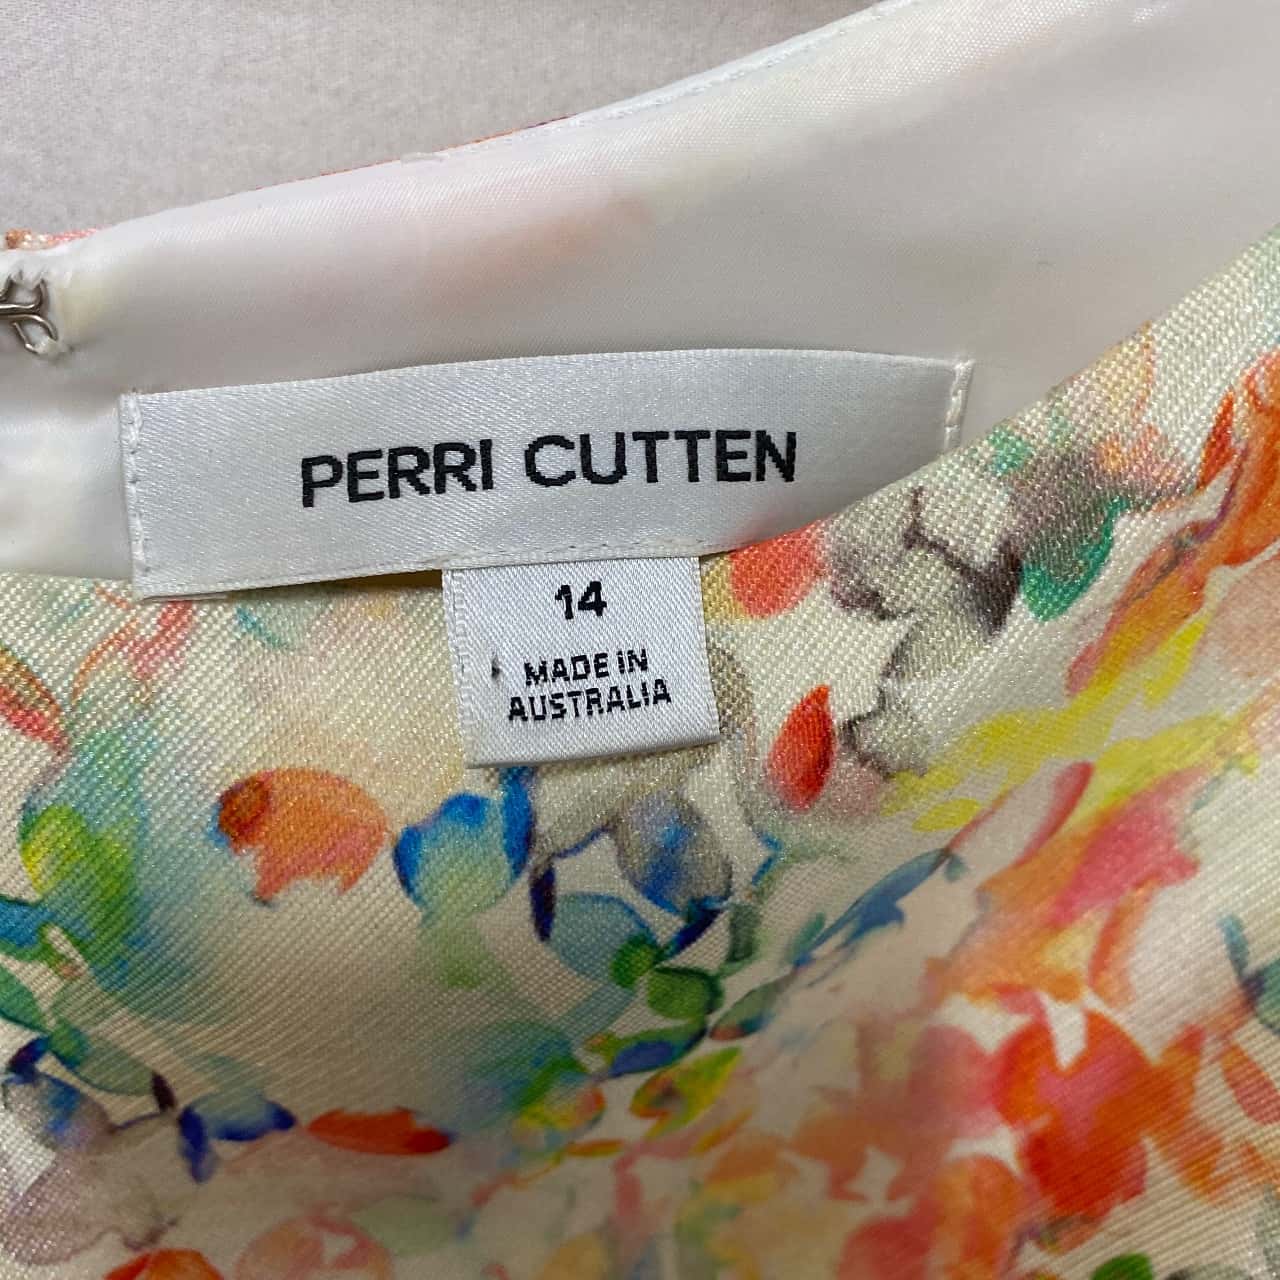 PERRI CUTTEN
14
MADE IN
AUSTRALIA